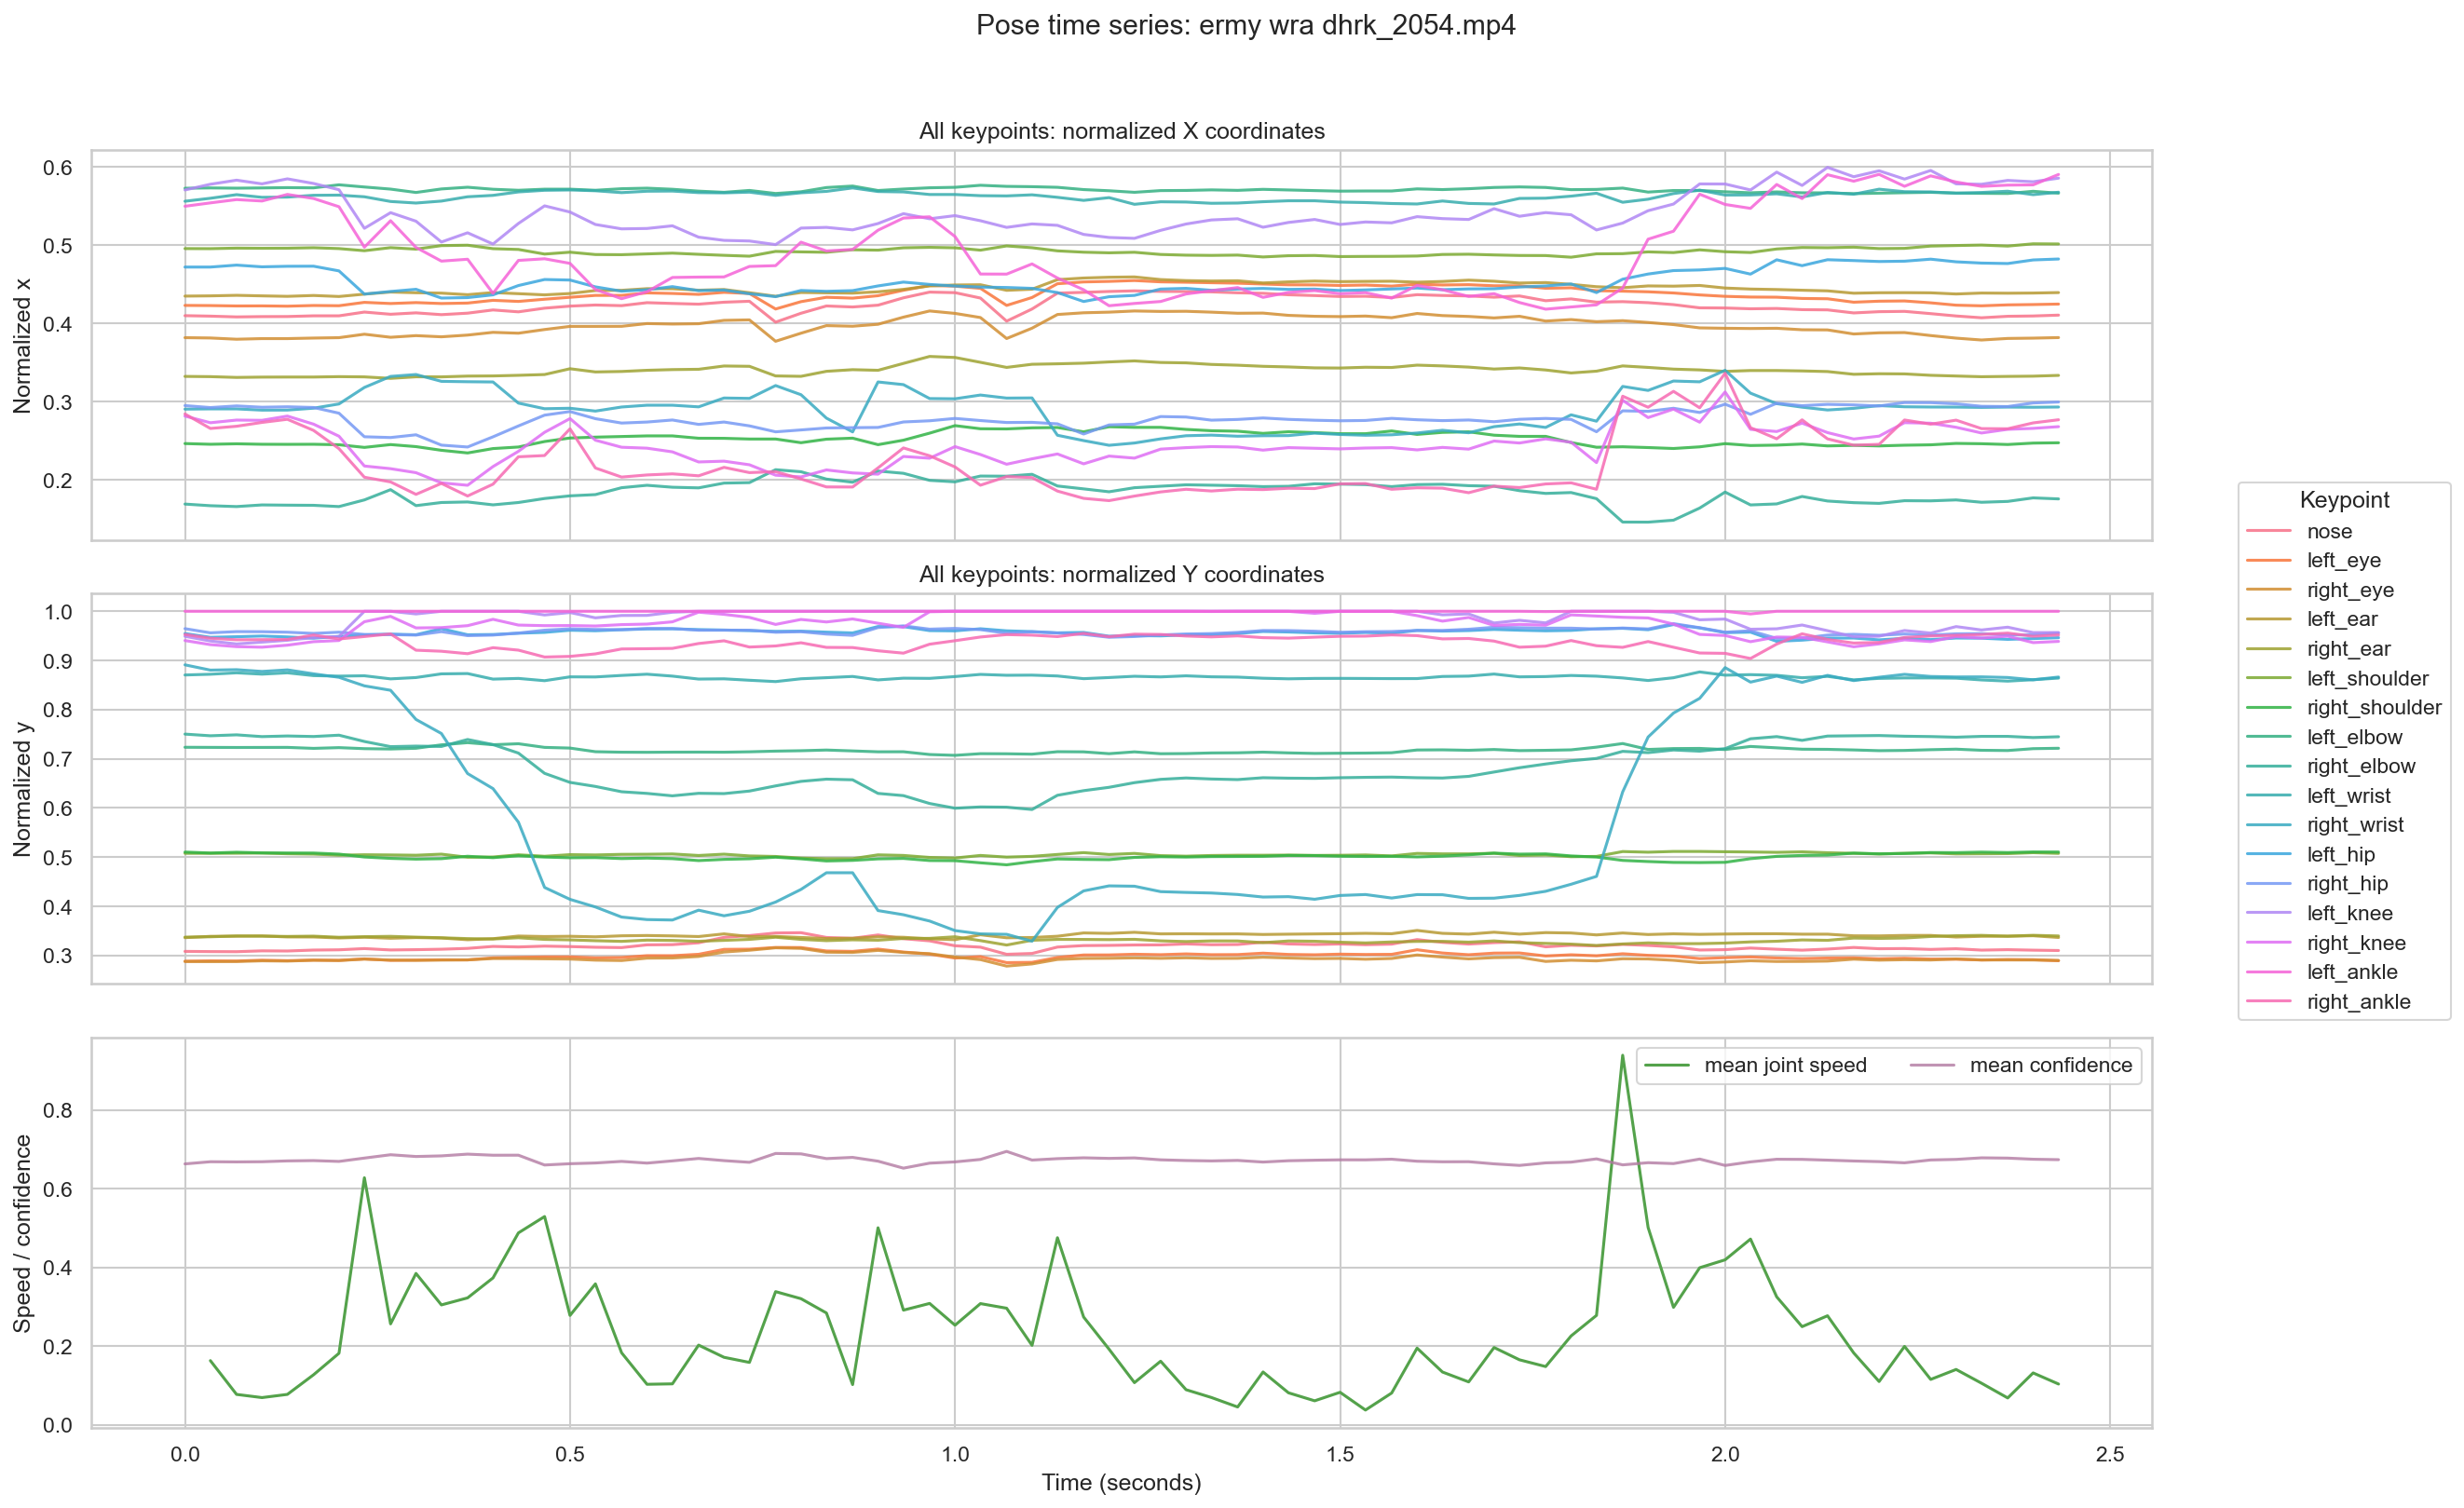 Pose time series: ermy wra dhrk_2054.mp4
All keypoints: normalized X coordinates
Normalized x
0.6
0.5
0.4
0.3
0.2
All keypoints: normalized Y coordinates
Normalized y
1.0
0.9
0.8
0.7
0.6
0.5
0.4
0.3
Keypoint
nose
left_eye
right_eye
left_ear
right_ear
left_shoulder
right_shoulder
left_elbow
right_elbow
left_wrist
right_wrist
left_hip
right_hip
left_knee
right_knee
left_ankle
right_ankle
mean joint speed mean confidence
Speed / confidence
0.8
0.6
0.4
0.2
0.0
0.0 0.5 1.0 1.5 2.0 2.5
Time (seconds)